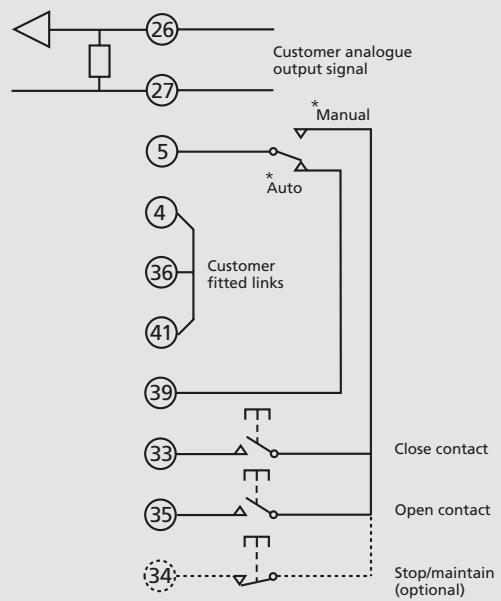 26
Customer analogue
output signal
27
*Manual
5
*Auto
4
36
Customer
fitted links
41
39
33
Close contact
35
Open contact
34
Stop/maintain
(optional)